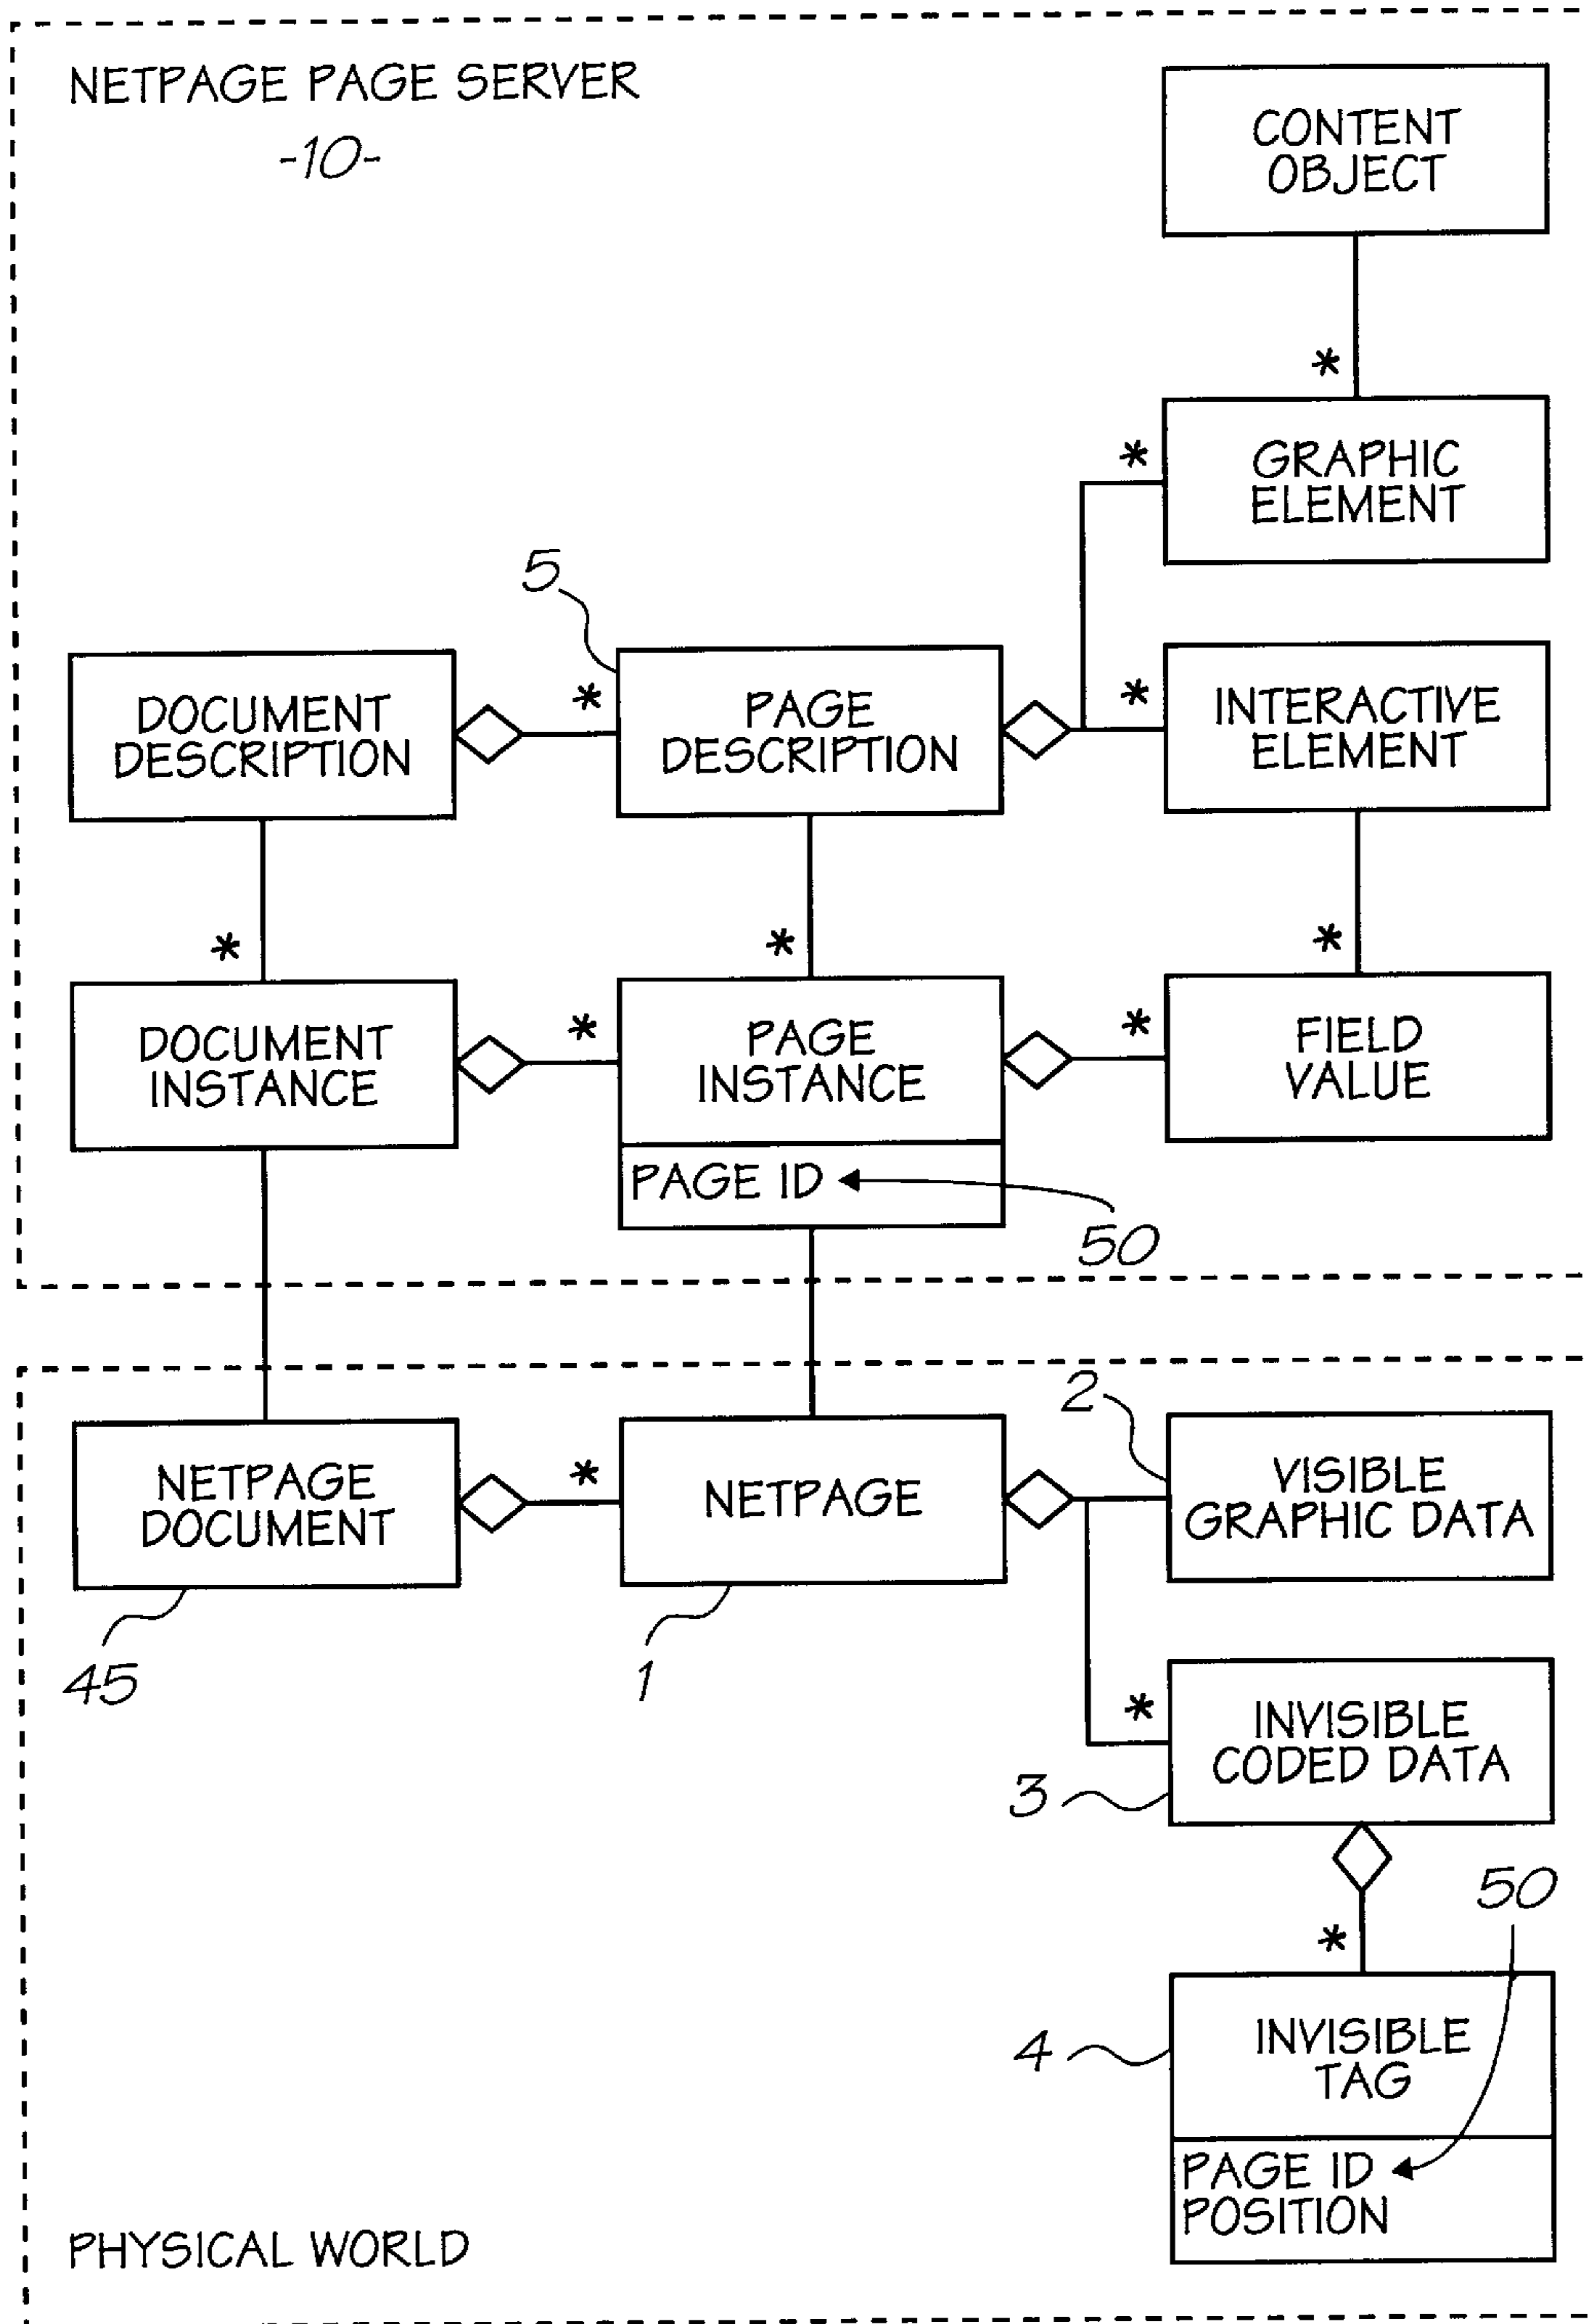 NETPAGE PAGE SERVER
-10-
CONTENT
OBJECT
*
*
GRAPHIC
ELEMENT
5
DOCUMENT
DESCRIPTION
*
PAGE
DESCRIPTION
*
INTERACTIVE
ELEMENT
*
*
*
DOCUMENT
INSTANCE
*
PAGE
INSTANCE
PAGE ID
50
*
FIELD
VALUE
NETPAGE
DOCUMENT
45
*
NETPAGE
1
2
VISIBLE
GRAPHIC DATA
*
INVISIBLE
CODED DATA
3
*
50
4
INVISIBLE
TAG
PAGE ID
POSITION
PHYSICAL WORLD